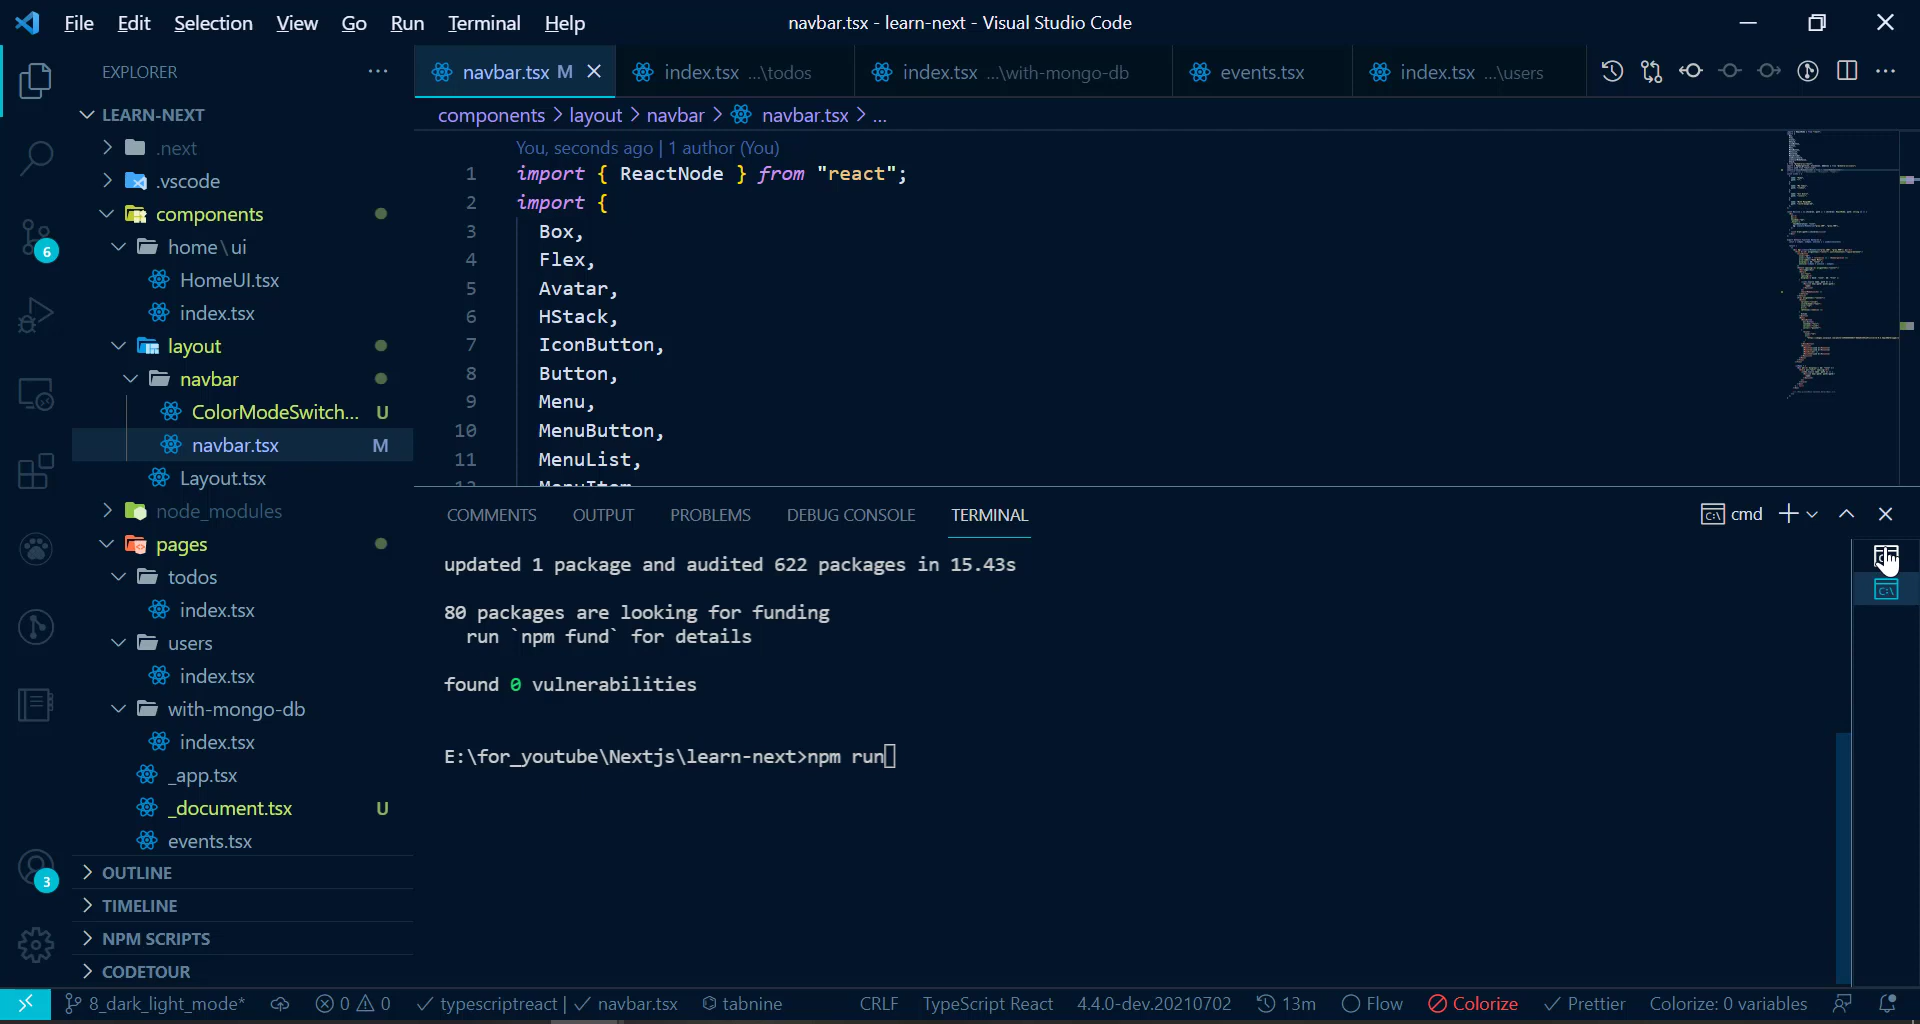 File Edit Selection View Go Run Terminal Help
navbar.tsx - learn-next - Visual Studio Code
EXPLORER
navbar.tsx M
index.tsx ...\todos
index.tsx ...\with-mongo-db
events.tsx
index.tsx ...\users
components > layout > navbar > navbar.tsx > ...
LEARN-NEXT
.next
.vscode
components
home\ui
HomeUI.tsx
index.tsx
layout
navbar
ColorModeSwitch... U
navbar.tsx M
Layout.tsx
node_modules
pages
todos
index.tsx
users
index.tsx
with-mongo-db
index.tsx
_app.tsx
_document.tsx U
events.tsx
OUTLINE
TIMELINE
NPM SCRIPTS
CODETOUR
6
3
You, seconds ago | 1 author (You)
1 import { ReactNode } from "react";
2 import {
3 Box,
4 Flex,
5 Avatar,
6 HStack,
7 IconButton,
8 Button,
9 Menu,
10 MenuButton,
11 MenuList,
12 MenuItem
COMMENTS OUTPUT PROBLEMS DEBUG CONSOLE TERMINAL
cmd
updated 1 package and audited 622 packages in 15.43s
80 packages are looking for funding
run `npm fund` for details
found 0 vulnerabilities
E:\for_youtube\Nextjs\learn-next>npm run
8_dark_light_mode* 0 0 typescriptreact | navbar.tsx tabnine CRLF TypeScript React 4.4.0-dev.20210702 13m Flow Colorize Prettier Colorize: 0 variables